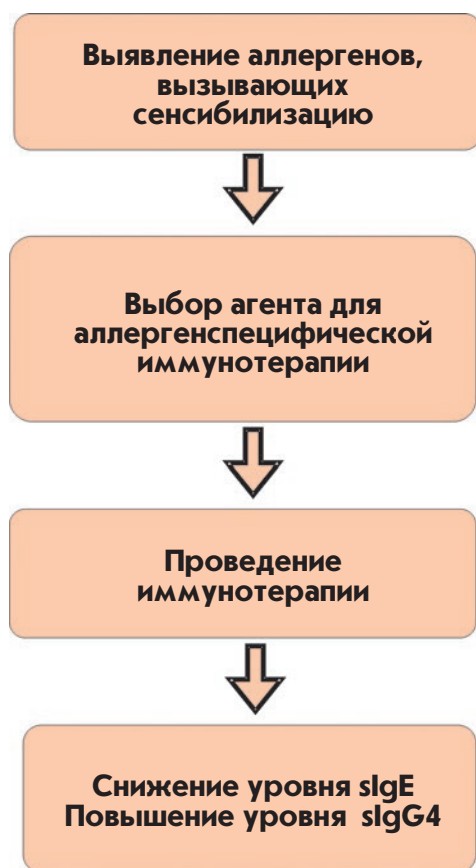 Выявление аллергенов,
вызывающих
сенсибилизацию
Выбор агента для
аллергенспецифической
иммунотерапии
Проведение
иммунотерапии
Снижение уровня sIgE
Повышение уровня sIgG4